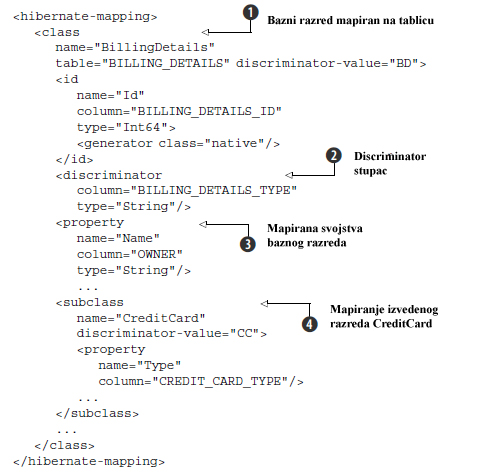 <hibernate-mapping>
1 Bazni razred mapiran na tablicu
<class
name="BillingDetails"
table="BILLING_DETAILS" discriminator-value="BD">
<id
name="Id"
column="BILLING_DETAILS_ID"
type="Int64">
<generator class="native"/>
</id>
2 Discriminator
stupac
<discriminator
column="BILLING_DETAILS_TYPE"
type="String"/>
<property
3 Mapirana svojstva
baznog razreda
name="Name"
column="OWNER"
type="String"/>
...
<subclass
4 Mapiranje izvedenog
razreda CreditCard
name="CreditCard"
discriminator-value="CC">
<property
name="Type"
column="CREDIT_CARD_TYPE"/>
...
</subclass>
...
</class>
</hibernate-mapping>